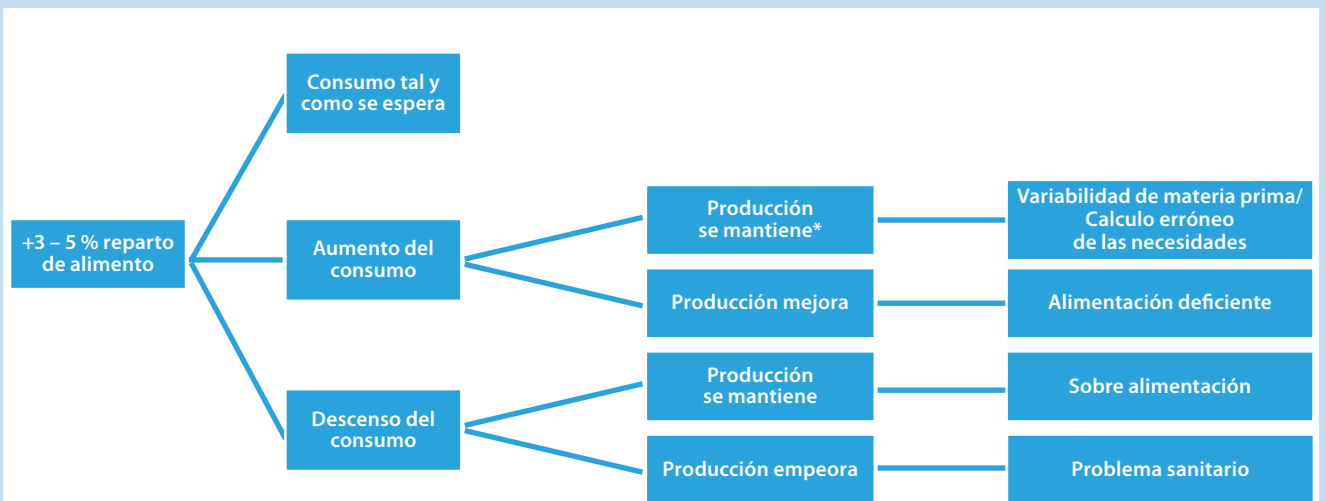 Consumo tal y
como se espera
+3 – 5 % reparto
de alimento
Aumento del
consumo
Descenso del
consumo
Producción
se mantiene*
Producción mejora
Producción
se mantiene
Producción empeora
Variabilidad de materia prima/
Calculo erróneo
de las necesidades
Alimentación deficiente
Sobre alimentación
Problema sanitario